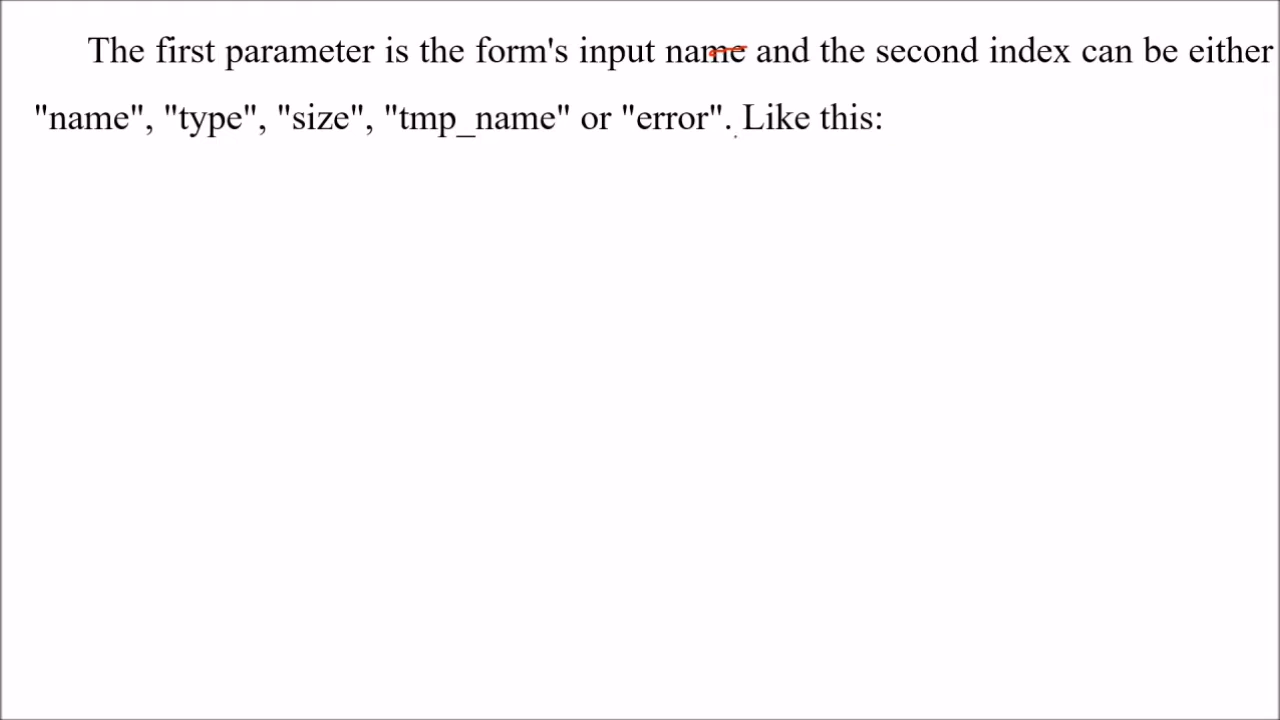 The first parameter is the form's input name and the second index can be either
"name", "type", "size", "tmp_name" or "error". Like this: